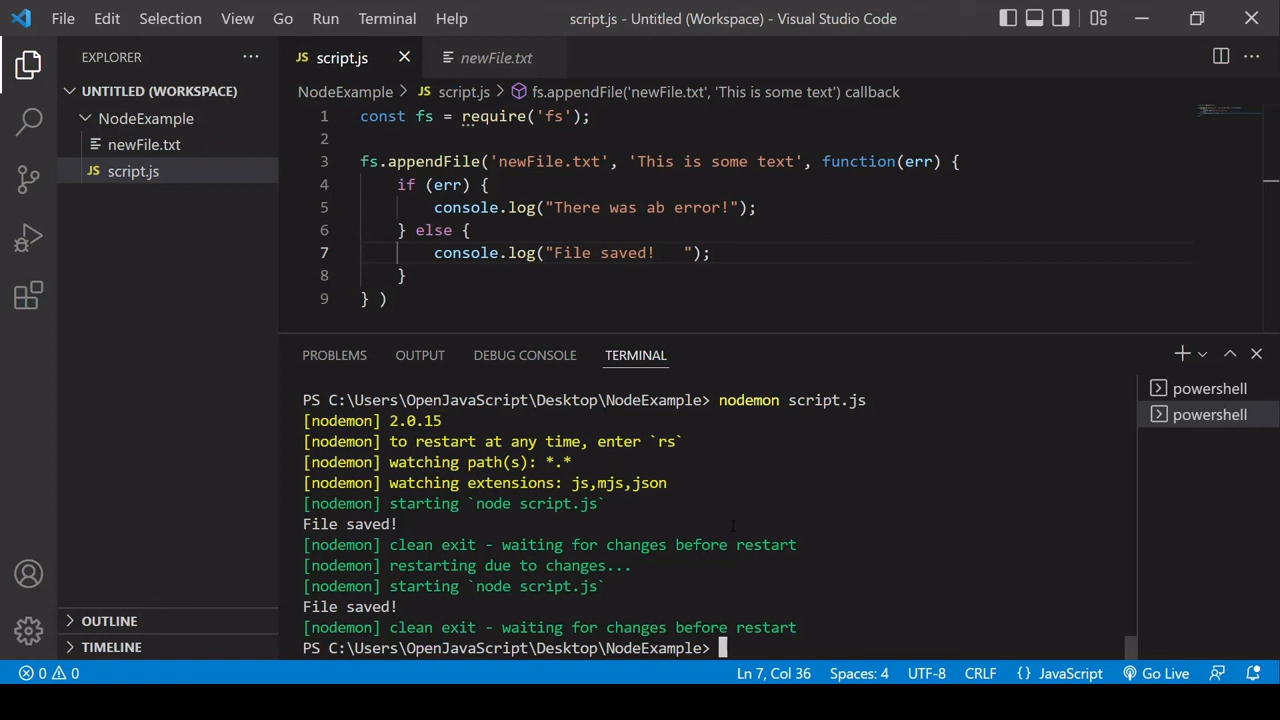 File Edit Selection View Go Run Terminal Help script.js - Untitled (Workspace) - Visual Studio Code
EXPLORER
UNTITLED (WORKSPACE)
NodeExample
newFile.txt
JS script.js
OUTLINE
TIMELINE
JS script.js newFile.txt
NodeExample > JS script.js > fs.appendFile('newFile.txt', 'This is some text') callback
1 const fs = require('fs');
2
3 fs.appendFile('newFile.txt', 'This is some text', function(err) {
4 if (err) {
5 console.log("There was ab error!");
6 } else {
7 console.log("File saved!   ");
8 }
9 } )
PROBLEMS OUTPUT DEBUG CONSOLE TERMINAL
PS C:\Users\OpenJavaScript\Desktop\NodeExample> nodemon script.js
[nodemon] 2.0.15
[nodemon] to restart at any time, enter `rs`
[nodemon] watching path(s): *.*
[nodemon] watching extensions: js,mjs,json
[nodemon] starting `node script.js`
File saved!
[nodemon] clean exit - waiting for changes before restart
[nodemon] restarting due to changes...
[nodemon] starting `node script.js`
File saved!
[nodemon] clean exit - waiting for changes before restart
PS C:\Users\OpenJavaScript\Desktop\NodeExample>
powershell
powershell
0 0 Ln 7, Col 36 Spaces: 4 UTF-8 CRLF {} JavaScript Go Live